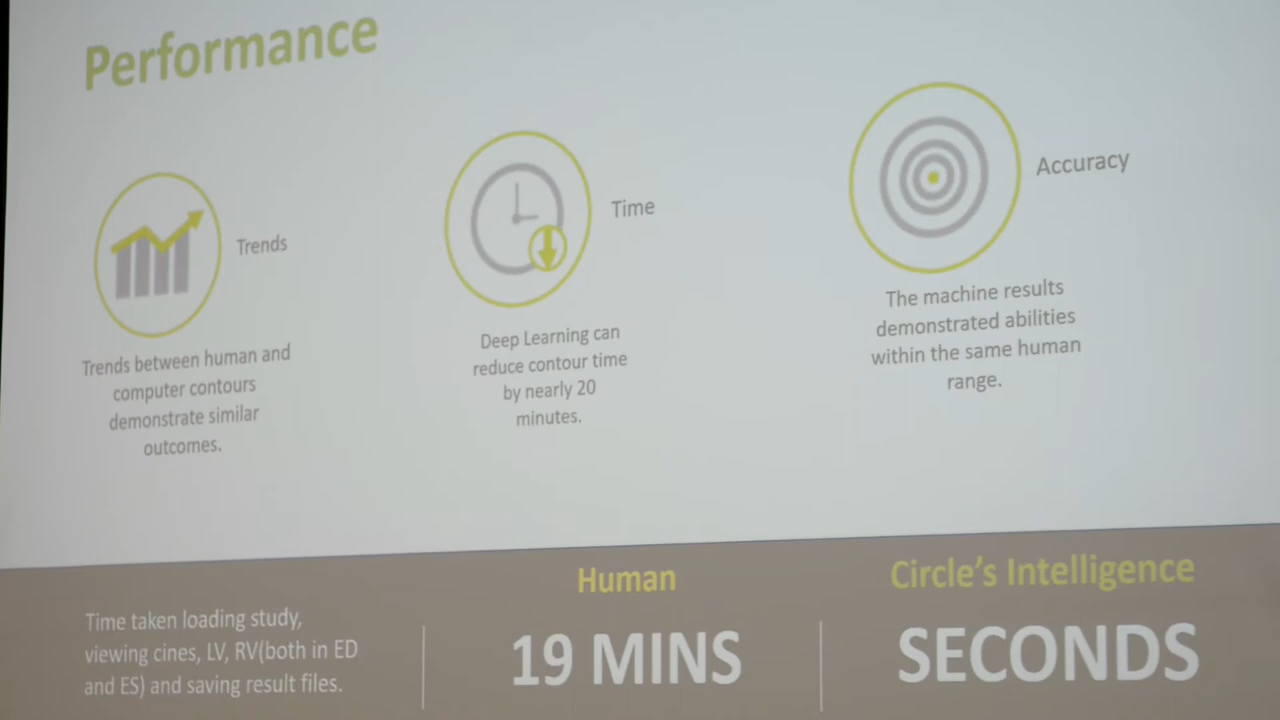 Performance
Trends
Trends between human and
computer contours
demonstrate similar
outcomes.
Time
Deep Learning can
reduce contour time
by nearly 20
minutes.
Accuracy
The machine results
demonstrated abilities
within the same human
range.
Time taken loading study,
viewing cines, LV, RV(both in ED
and ES) and saving result files.
Human
19 MINS
Circle's Intelligence
SECONDS